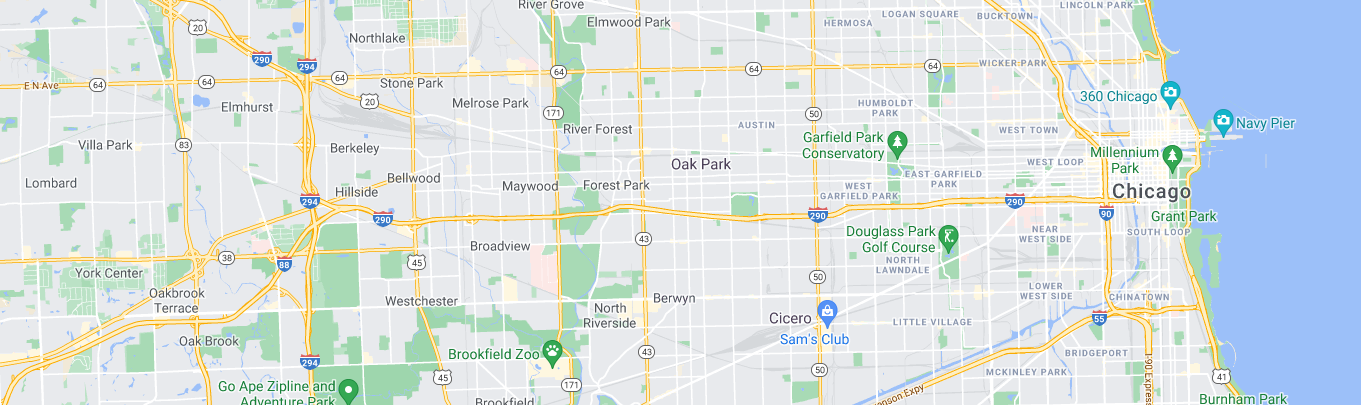 River Grove
LINCOLN PARK
LOGAN SQUARE
BUCKTOWN
20
Elmwood Park
HERMOSA
Northlake
290
294
WICKER PARK
64
64
64
64
64
E N Ave
64
Stone Park
360 Chicago
20
Melrose Park
HUMBOLDT
PARK
Elmhurst
171
50
Navy Pier
AUSTIN
WEST TOWN
River Forest
Garfield Park
Conservatory
83
Villa Park
Berkeley
Millennium
Park
WEST LOOP
Oak Park
Bellwood
EAST GARFIELD
PARK
Lombard
Hillside
Maywood
Forest Park
WEST
GARFIELD PARK
Chicago
294
290
290
290
90
Grant Park
Douglass Park
Golf Course
NEAR
WEST SIDE
SOUTH LOOP
43
Broadview
38
45
88
NORTH
LAWNDALE
York Center
50
Oakbrook
Terrace
Westchester
LOWER
WEST SIDE
CHINATOWN
Berwyn
North
Riverside
Cicero
Sam's Club
LITTLE VILLAGE
55
Oak Brook
Brookfield Zoo
43
BRIDGEPORT
294
45
50
MCKINLEY PARK
171
41
Go Ape Zipline and
Adventure Park
Brookfield
nson Expy
I-90 Express
Burnham Park